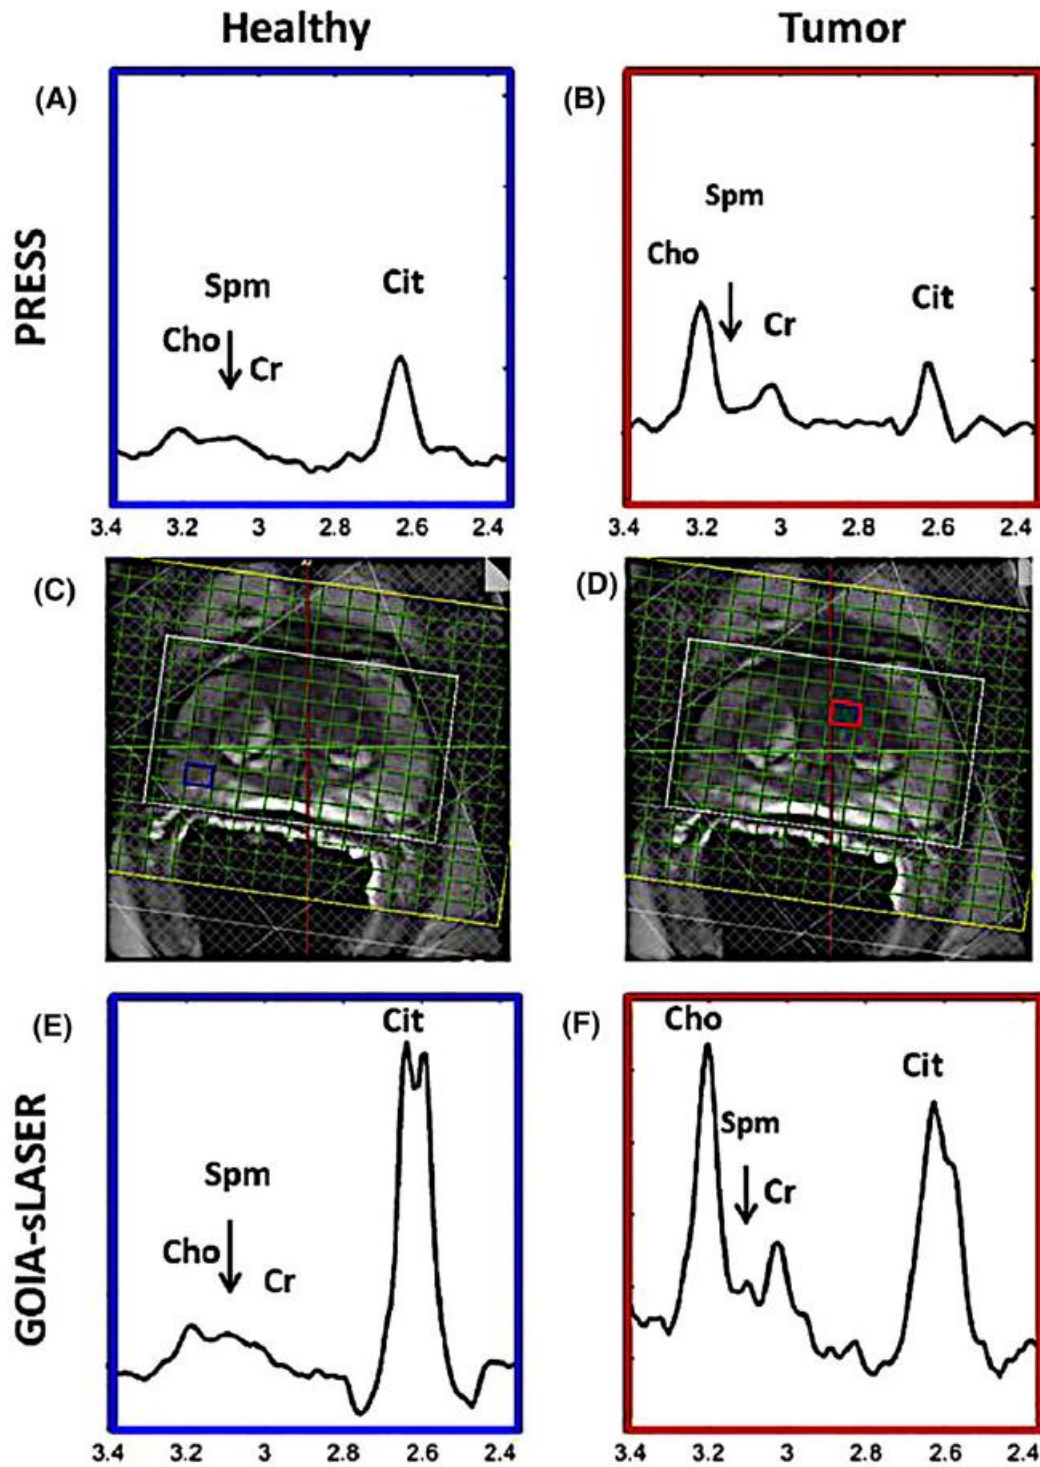 Healthy
Tumor
PRESS
(A)
Spm
Cho
Cr
Cit
3.4 3.2 3 2.8 2.6 2.4
(B)
Spm
Cho
Cr
Cit
3.4 3.2 3 2.8 2.6 2.4
(C)
(D)
GOIA-sLASER
(E)
Cit
Spm
Cho
Cr
3.4 3.2 3 2.8 2.6 2.4
(F)
Cho
Spm
Cr
Cit
3.4 3.2 3 2.8 2.6 2.4